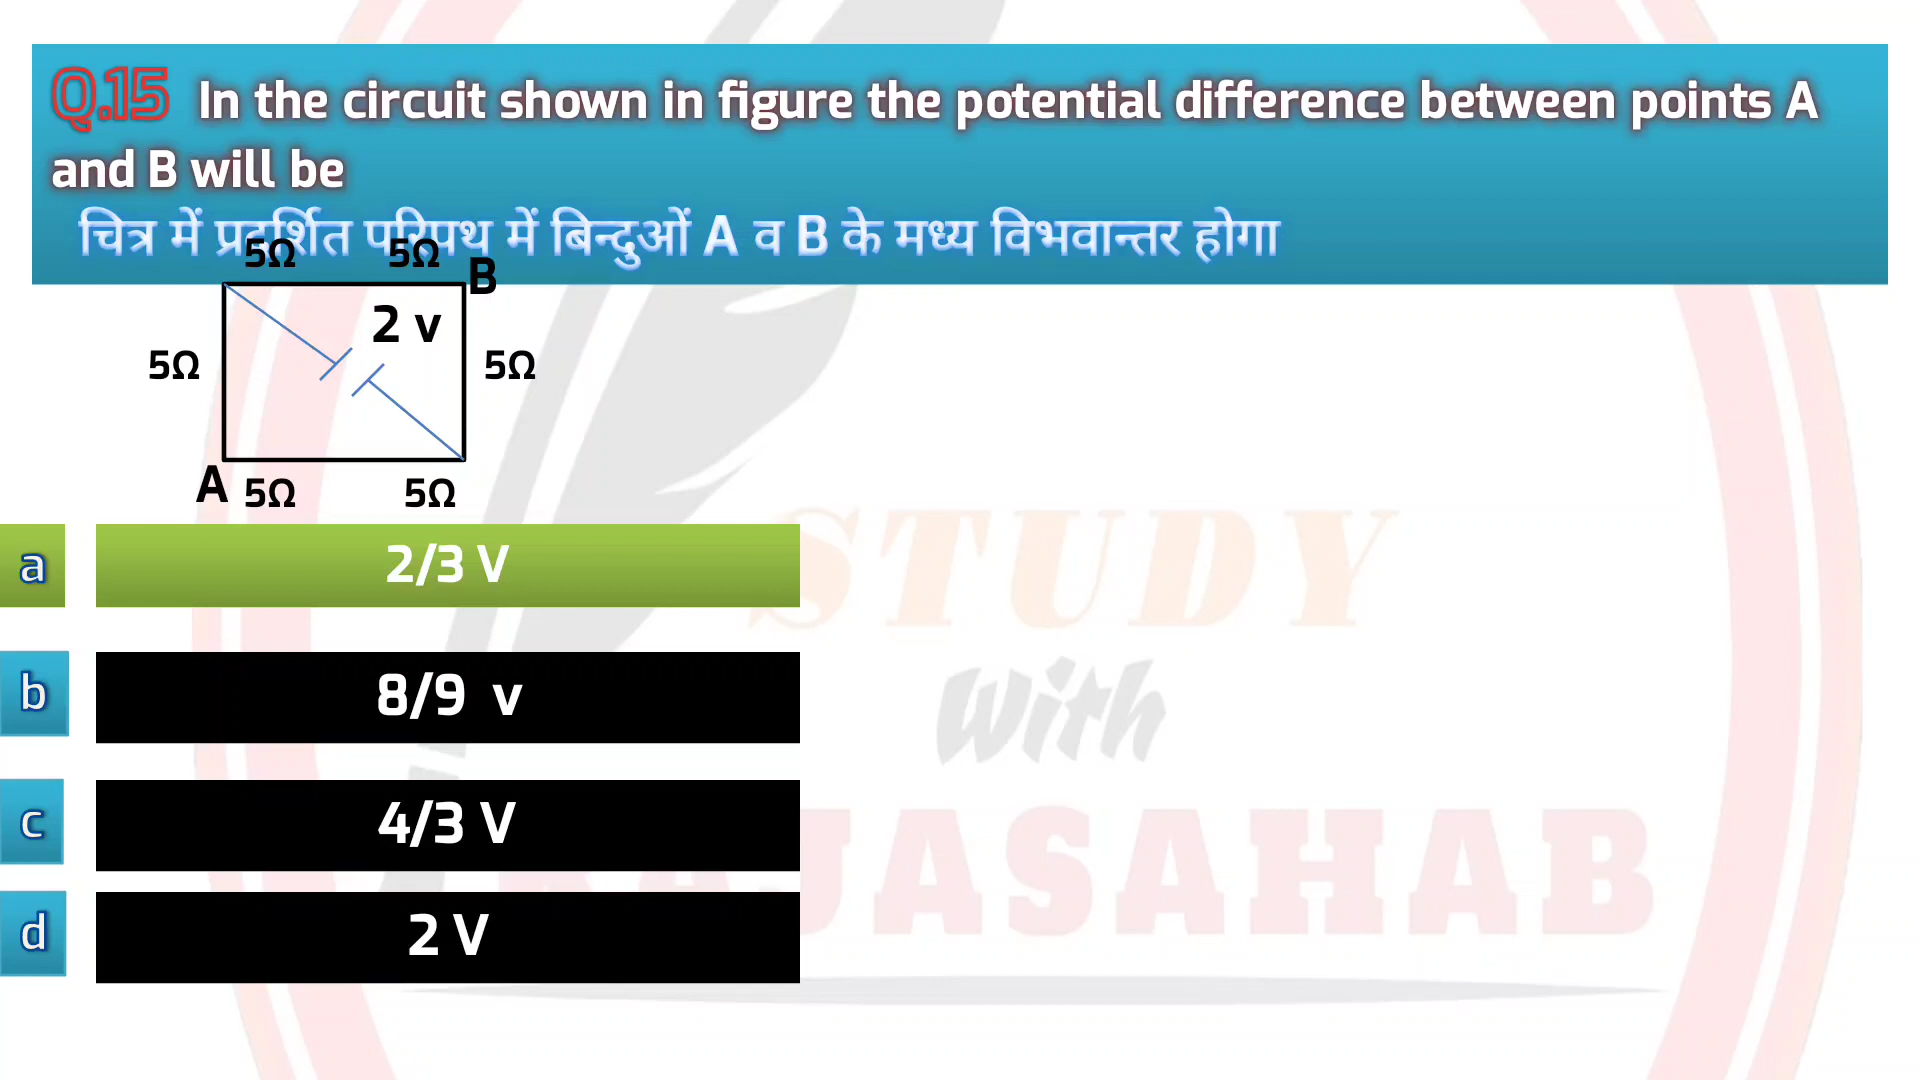 Q.15 In the circuit shown in figure the potential difference between points A
and B will be
चित्र में प्रदर्शित परिपथ में बिन्दुओं A व B के मध्य विभवान्तर होगा
5Ω 5Ω
B
2 v
5Ω 5Ω
A 5Ω 5Ω
a 2/3 V
b 8/9 v
c 4/3 V
d 2 V
STUDY
With
RAJASAHAB